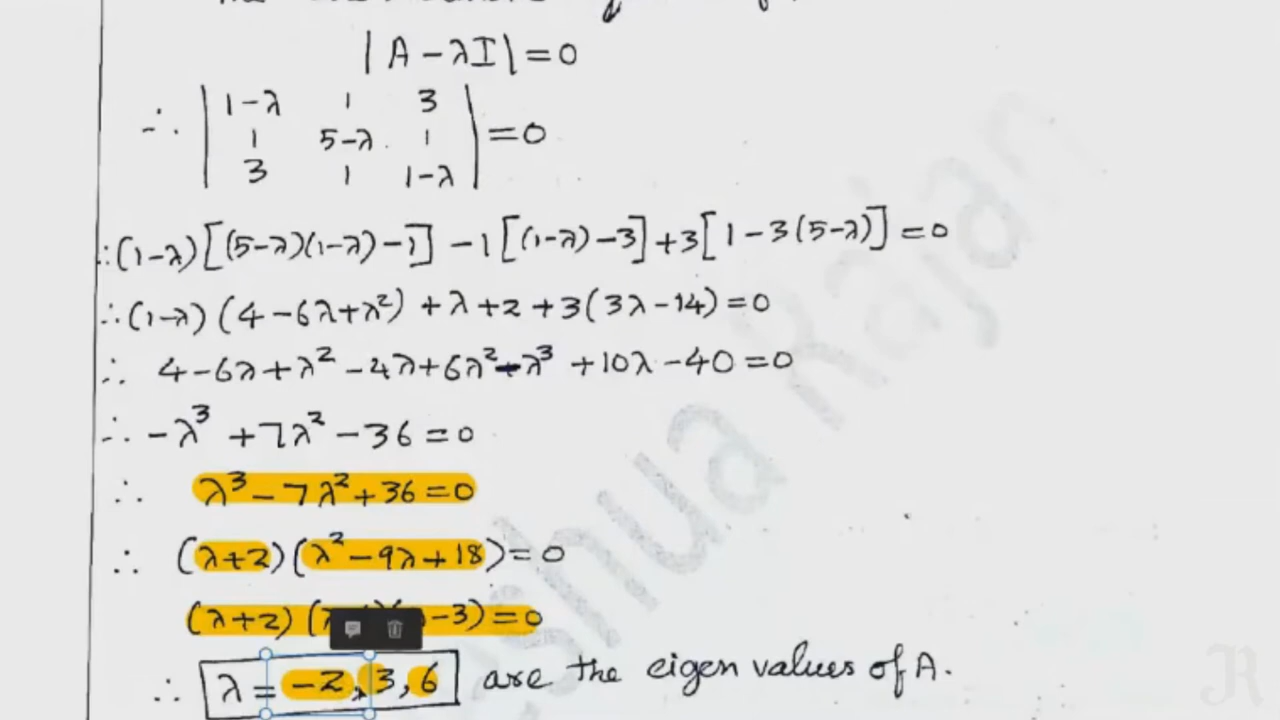 |A - λI| = 0
∴ | 1-λ 1 3 |
| 1 5-λ 1 | = 0
| 3 1 1-λ |
∴ (1-λ)[(5-λ)(1-λ)-1] -1[(1-λ)-3] +3[1-3(5-λ)] = 0
∴ (1-λ)(4-6λ+λ²) + λ+2 + 3(3λ-14) = 0
∴ 4-6λ+λ²-4λ+6λ²-λ³ +10λ-40 = 0
∴ -λ³ +7λ² -36 = 0
∴ λ³-7λ²+36=0
∴ (λ+2)(λ²-9λ+18)=0
(λ+2)(λ -3)=0
∴ λ = -2, 3, 6 are the eigen values of A.